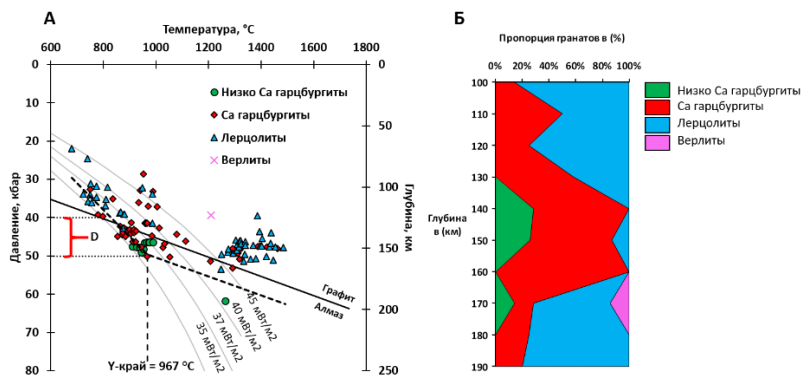 А
Температура, °C
600 800 1000 1200 1400 1600 1800
Давление, кбар
0
10
20
30
40
50
60
70
80
Глубина, км
0
50
100
150
200
250
Низко Са гарцбургиты
Са гарцбургиты
Лерцолиты
Верлиты
D
Графит
Алмаз
35 мВт/м2
37 мВт/м2
40 мВт/м2
45 мВт/м2
Y-край = 967 °C
Б
Пропорция гранатов в (%)
0% 20% 40% 60% 80% 100%
Глубина
в (км)
100
110
120
130
140
150
160
170
180
190
Низко Са гарцбургиты
Са гарцбургиты
Лерцолиты
Верлиты